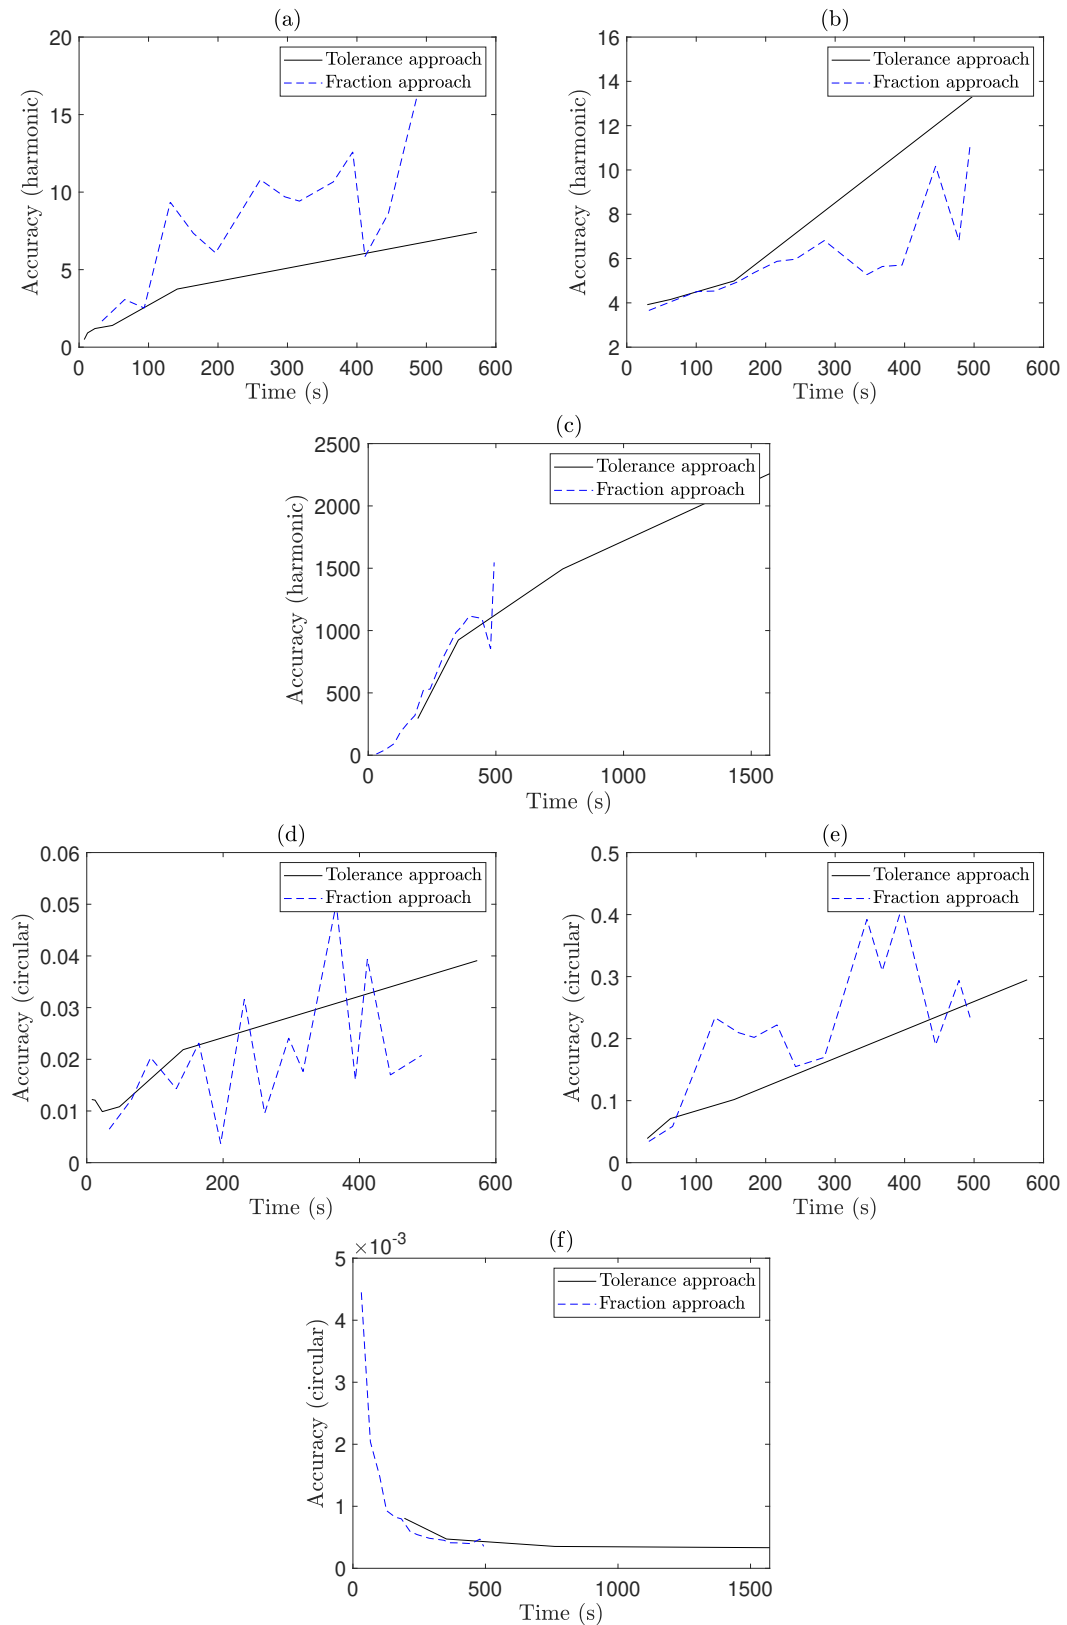 (a)
20
15
10
5
0
Accuracy (harmonic)
Tolerance approach
Fraction approach
0 100 200 300 400 500 600
Time (s)
(b)
16
14
12
10
8
6
4
2
Accuracy (harmonic)
Tolerance approach
Fraction approach
0 100 200 300 400 500 600
Time (s)
(c)
2500
2000
1500
1000
500
0
Accuracy (harmonic)
Tolerance approach
Fraction approach
0 500 1000 1500
Time (s)
(d)
0.06
0.05
0.04
0.03
0.02
0.01
0
Accuracy (circular)
Tolerance approach
Fraction approach
0 200 400 600
Time (s)
(e)
0.5
0.4
0.3
0.2
0.1
0
Accuracy (circular)
Tolerance approach
Fraction approach
0 100 200 300 400 500 600
Time (s)
(f)
×10⁻³
5
4
3
2
1
0
Accuracy (circular)
Tolerance approach
Fraction approach
0 500 1000 1500
Time (s)